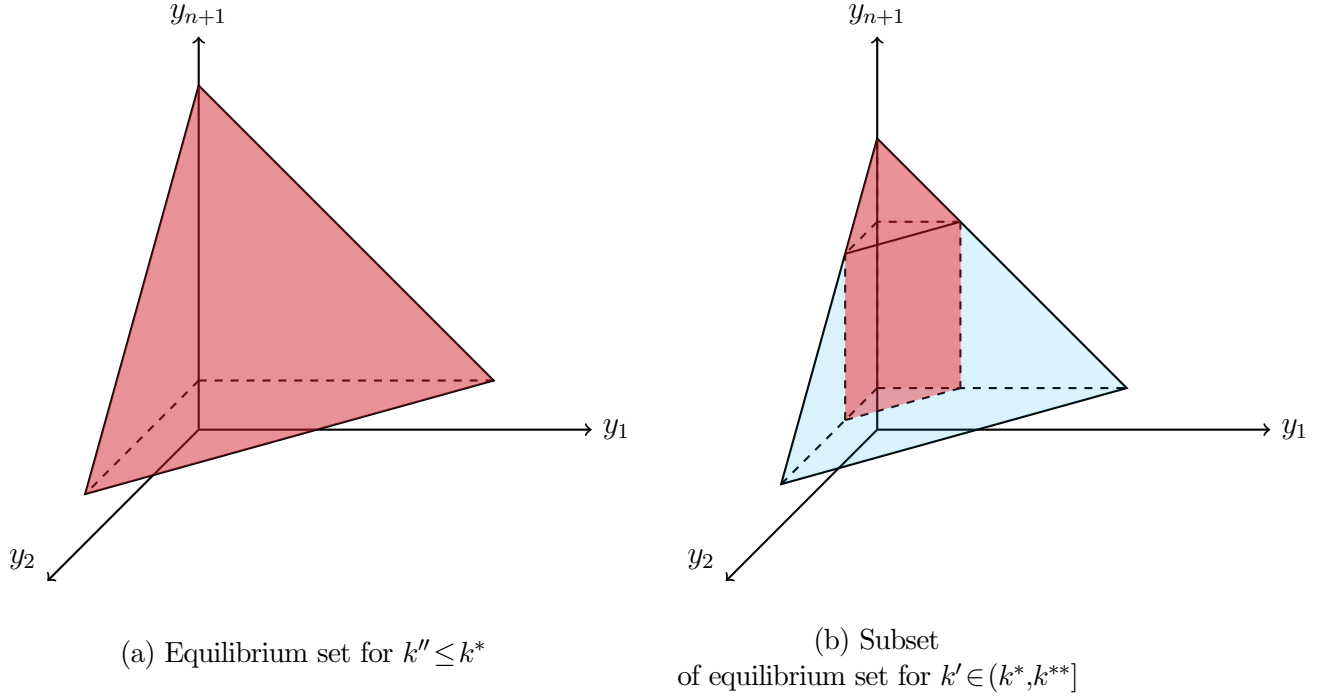 y_{n+1}
y_1
y_2
(a) Equilibrium set for k'' ≤ k*
y_{n+1}
y_1
y_2
(b) Subset
of equilibrium set for k' ∈ (k*,k**]